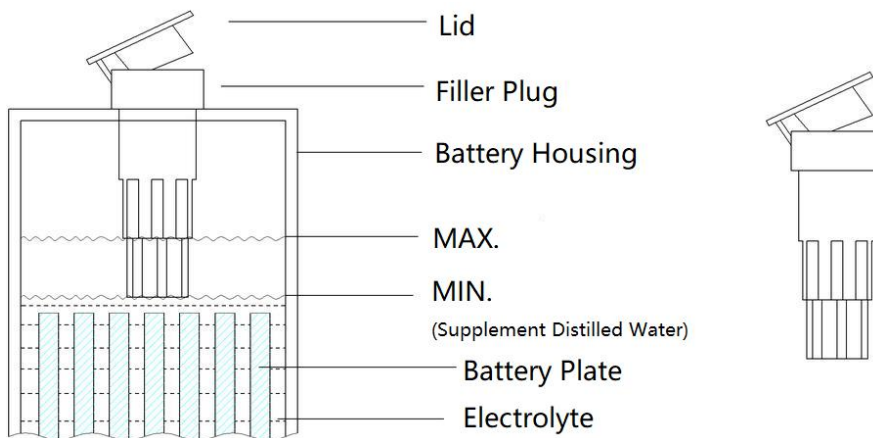 Lid
Filler Plug
Battery Housing
MAX.
MIN.
(Supplement Distilled Water)
Battery Plate
Electrolyte